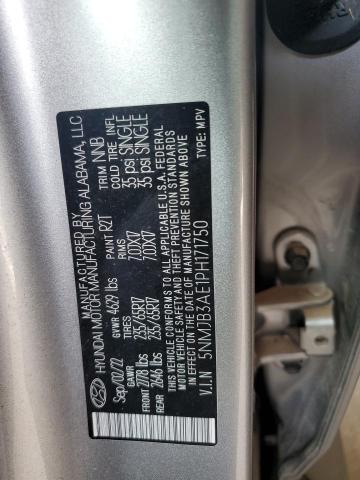 MANUFACTURED BY
HYUNDAI MOTOR MANUFACTURING ALABAMA, LLC
Sep/02/22 GVWR 4629 lbs PAINT R2T TRIM NNB
GAWR TIRES RIMS COLD TIRE INFL
FRONT 2778 lbs 235/65R17 7.0JX17 35 psi SINGLE
REAR 2646 lbs 235/65R17 7.0JX17 35 psi SINGLE
THIS VEHICLE CONFORMS TO ALL APPLICABLE U.S.A. FEDERAL
MOTOR VEHICLE SAFETY AND THEFT PREVENTION STANDARDS
IN EFFECT ON THE DATE OF MANUFACTURE SHOWN ABOVE
V.I.N 5NMJB3AE1PH171750 TYPE: MPV